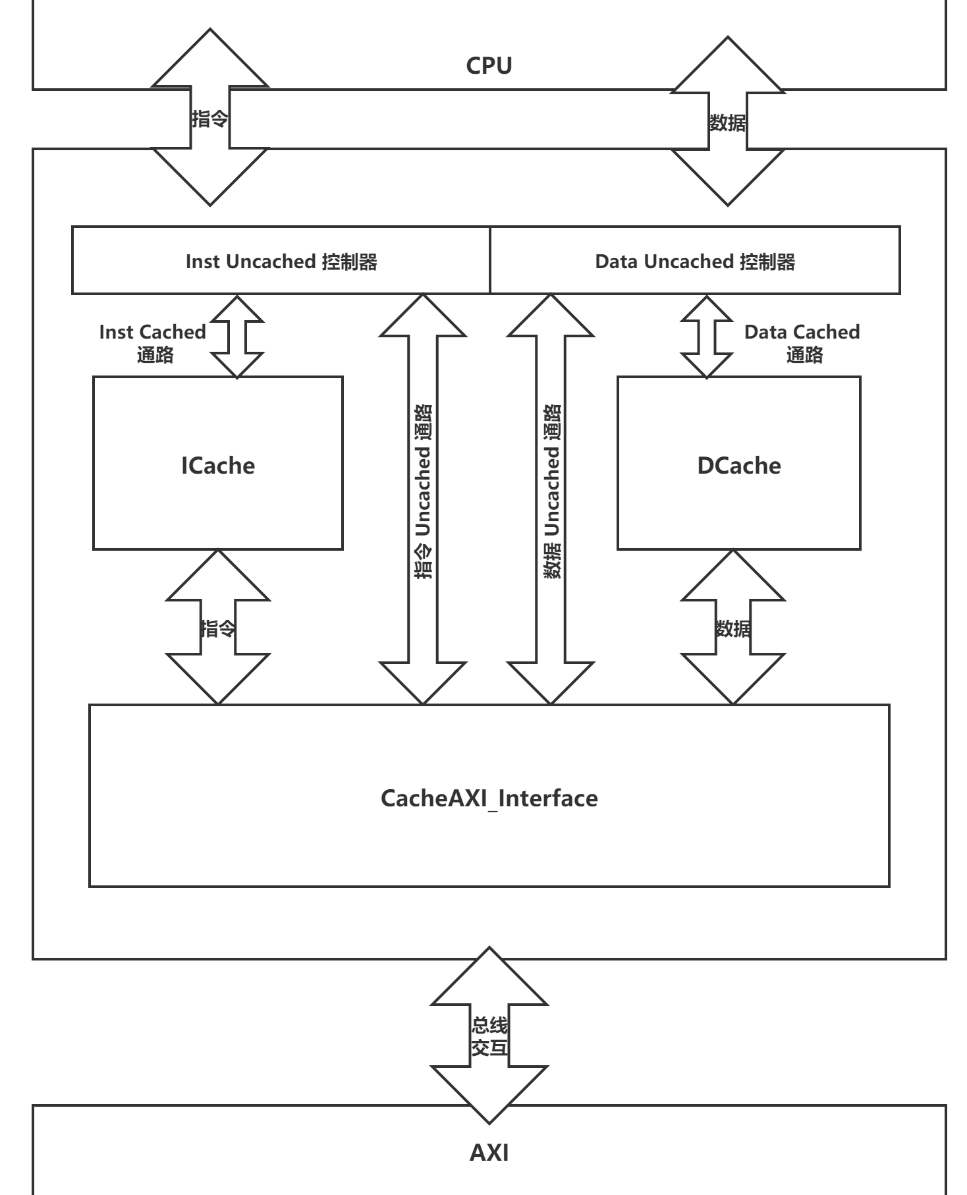 CPU
指令
数据
Inst Uncached 控制器
Data Uncached 控制器
Inst Cached
通路
Data Cached
通路
指令 Uncached 通路
数据 Uncached 通路
ICache
DCache
指令
数据
CacheAXI_Interface
总线
交互
AXI